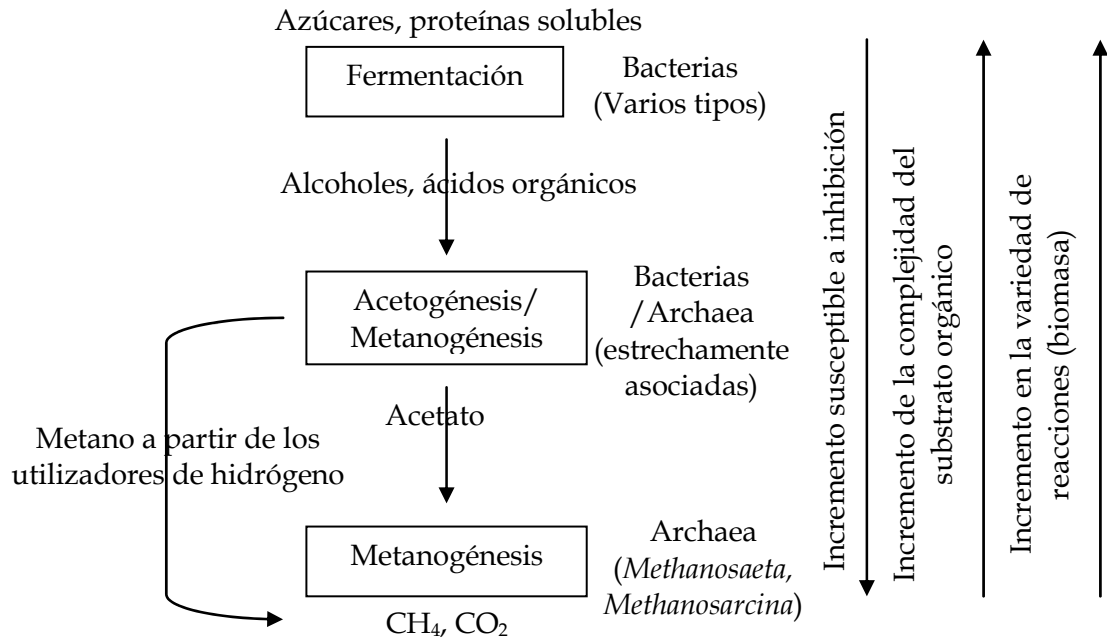 Azúcares, proteínas solubles
Fermentación
Bacterias
(Varios tipos)
Alcoholes, ácidos orgánicos
Acetogénesis/
Metanogénesis
Bacterias
/Archaea
(estrechamente
asociadas)
Acetato
Metano a partir de los
utilizadores de hidrógeno
Metanogénesis
Archaea
(Methanosaeta,
Methanosarcina)
CH₄, CO₂
Incremento susceptible a inhibición
Incremento de la complejidad del
substrato orgánico
Incremento en la variedad de
reacciones (biomasa)